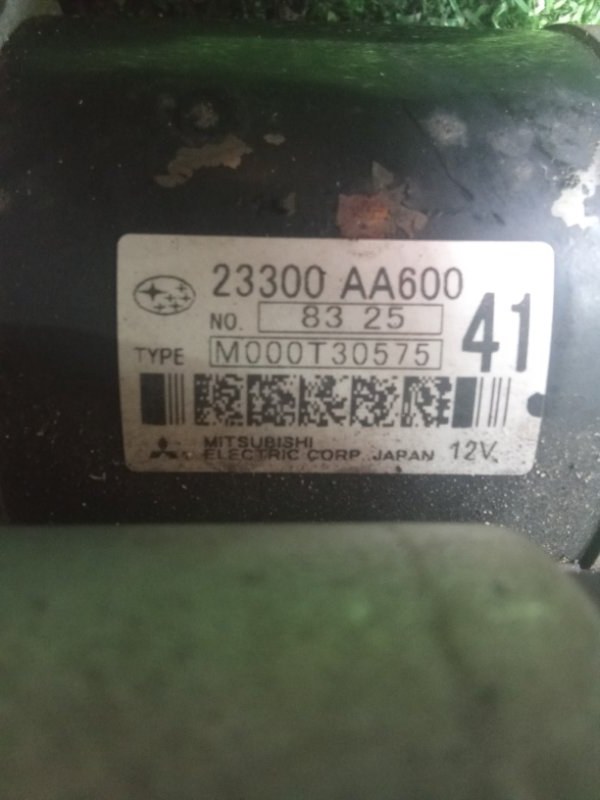 23300 AA600
NO. 83 25
41
TYPE M000T30575
MITSUBISHI
ELECTRIC CORP. JAPAN 12V